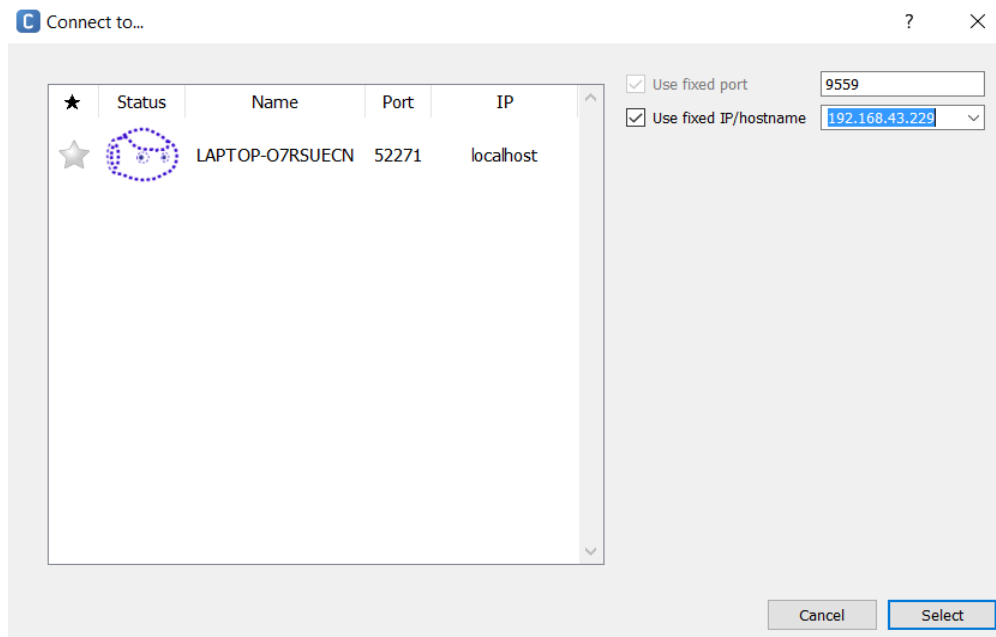 C Connect to... ?
★ Status Name Port IP
LAPTOP-O7RSUECN 52271 localhost
Use fixed port 9559
Use fixed IP/hostname 192.168.43.229
Cancel Select